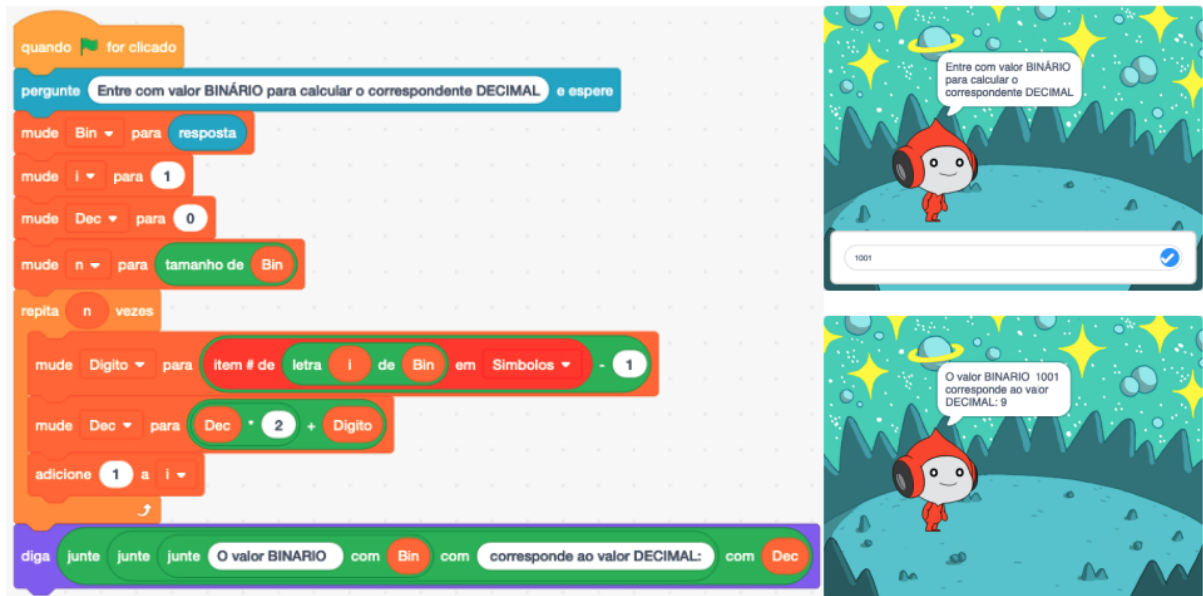 quando for clicado
pergunte Entre com valor BINÁRIO para calcular o correspondente DECIMAL e espere
mude Bin para resposta
mude i para 1
mude Dec para 0
mude n para tamanho de Bin
repita n vezes
mude Digito para item # de letra i de Bin em Simbolos - 1
mude Dec para Dec * 2 + Digito
adicione 1 a i
diga junte junte junte O valor BINARIO com Bin com corresponde ao valor DECIMAL: com Dec
Entre com valor BINÁRIO
para calcular o
correspondente DECIMAL
1001
O valor BINARIO 1001
corresponde ao valor
DECIMAL: 9